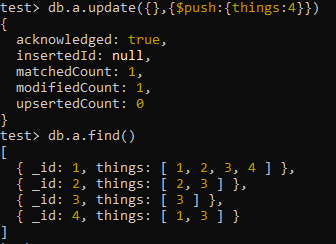 test> db.a.update({},{$push:{things:4}})
{
  acknowledged: true,
  insertedId: null,
  matchedCount: 1,
  modifiedCount: 1,
  upsertedCount: 0
}
test> db.a.find()
[
  { _id: 1, things: [ 1, 2, 3, 4 ] },
  { _id: 2, things: [ 2, 3 ] },
  { _id: 3, things: [ 3 ] },
  { _id: 4, things: [ 1, 3 ] }
]